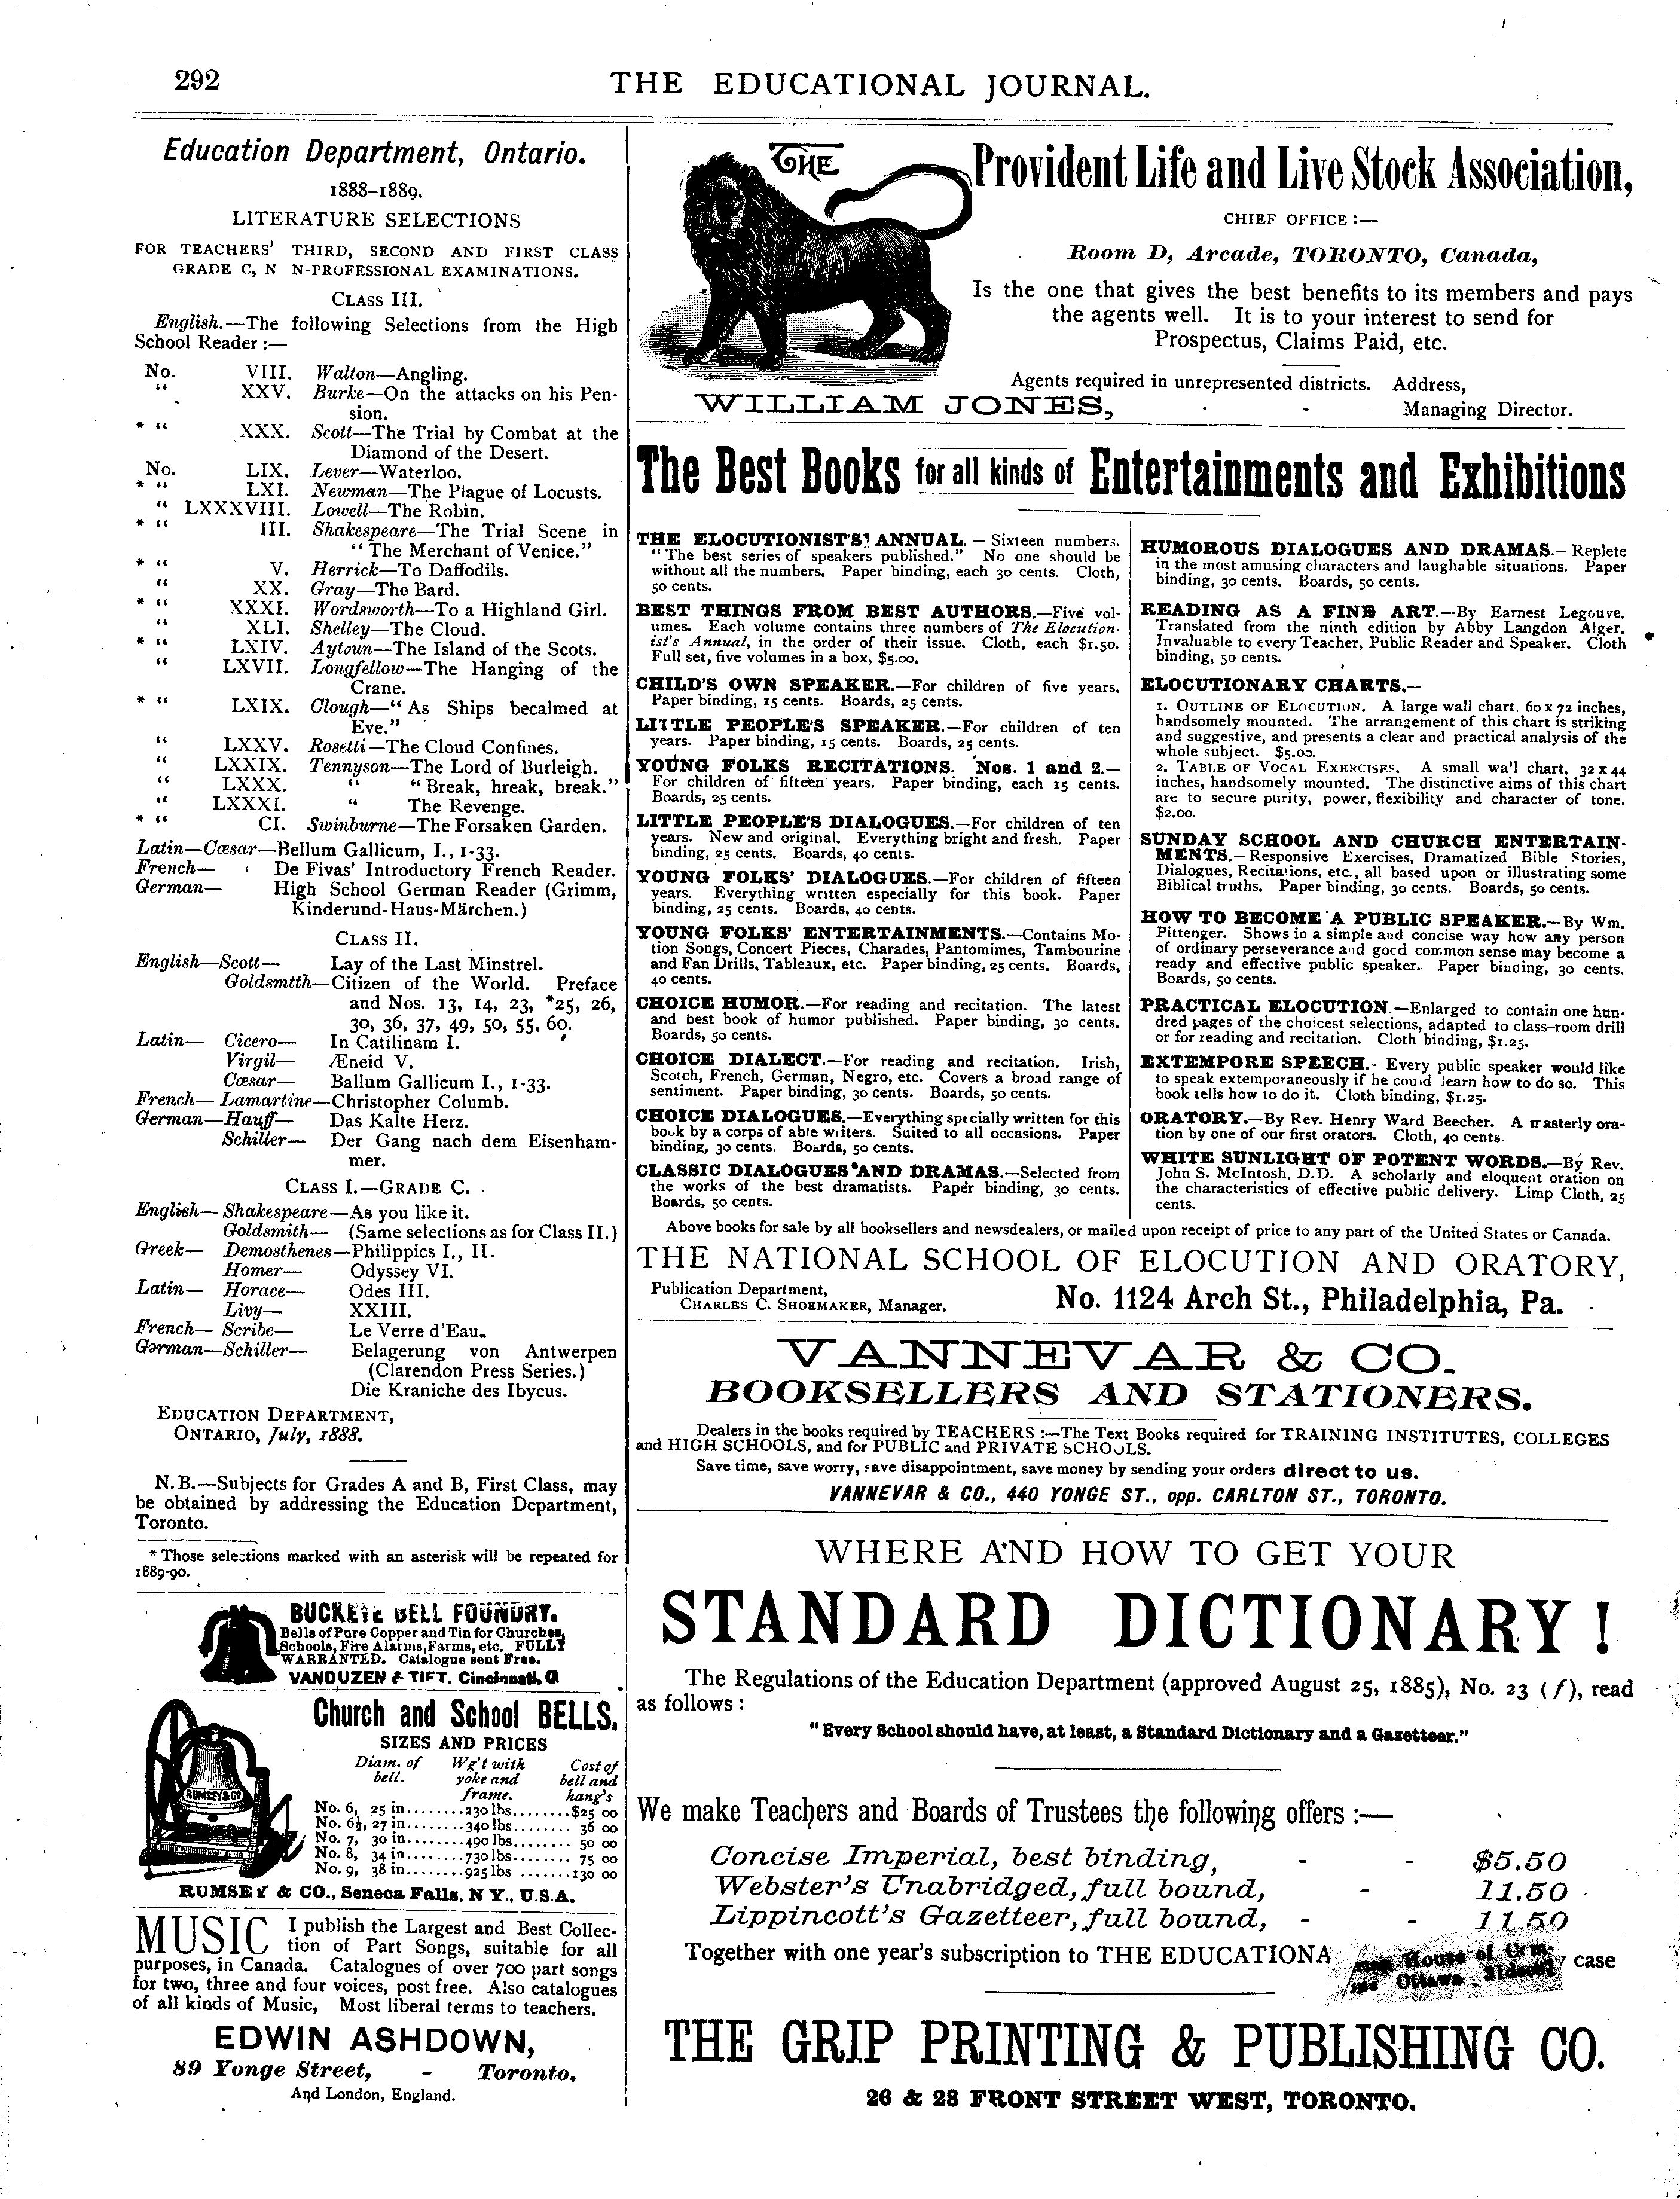 292
THE EDUCATIONAL JOURNAL.
Education Department, Ontario.
1888-1889.
LITERATURE SELECTIONS
FOR TEACHERS' THIRD, SECOND AND FIRST CLASS
GRADE C, N N-PROFESSIONAL EXAMINATIONS.
CLASS III.
English.—The following Selections from the High
School Reader :—
No. VIII. Walton—Angling.
“ XXV. Burke—On the attacks on his Pen-
sion.
* “ XXX. Scott—The Trial by Combat at the
Diamond of the Desert.
No. LIX. Lever—Waterloo.
* “ LXI. Newman—The Plague of Locusts.
“ LXXXVIII. Lowell—The Robin.
* “ III. Shakespeare—The Trial Scene in
“The Merchant of Venice.”
* “ V. Herrick—To Daffodils.
“ XX. Gray—The Bard.
* “ XXXI. Wordsworth—To a Highland Girl.
“ XLI. Shelley—The Cloud.
* “ LXIV. Aytoun—The Island of the Scots.
“ LXVII. Longfellow—The Hanging of the
Crane.
* “ LXIX. Clough—“As Ships becalmed at
Eve.”
“ LXXV. Rosetti—The Cloud Confines.
“ LXXIX. Tennyson—The Lord of Burleigh.
“ LXXX. “ “Break, hreak, break.”
“ LXXXI. “ The Revenge.
* “ CI. Swinburne—The Forsaken Garden.
Latin—Cæsar—Bellum Gallicum, I., 1-33.
French— De Fivas' Introductory French Reader.
German— High School German Reader (Grimm,
Kinderund-Haus-Märchen.)
CLASS II.
English—Scott— Lay of the Last Minstrel.
Goldsmtth—Citizen of the World. Preface
and Nos. 13, 14, 23, *25, 26,
30, 36, 37, 49, 50, 55, 60.
Latin— Cicero— In Catilinam I.
Virgil— Æneid V.
Cæsar— Ballum Gallicum I., 1-33.
French— Lamartine—Christopher Columb.
German—Hauff— Das Kalte Herz.
Schiller— Der Gang nach dem Eisenham-
mer.
CLASS I.—GRADE C.
English— Shakespeare—As you like it.
Goldsmith— (Same selections as for Class II.)
Greek— Demosthenes—Philippics I., II.
Homer— Odyssey VI.
Latin— Horace— Odes III.
Livy— XXIII.
French— Scribe— Le Verre d'Eau.
German—Schiller— Belagerung von Antwerpen
(Clarendon Press Series.)
Die Kraniche des Ibycus.
EDUCATION DEPARTMENT,
ONTARIO, July, 1888.
N.B.—Subjects for Grades A and B, First Class, may
be obtained by addressing the Education Department,
Toronto.
* Those selections marked with an asterisk will be repeated for
1889-90.
BUCKEYE BELL FOUNDRY.
Bells of Pure Copper and Tin for Churches,
Schools, Fire Alarms, Farms, etc. FULLY
WARRANTED. Catalogue sent Free.
VANDUZEN & TIFT, Cincinnati, O
RUMSEY & CO
Church and School BELLS.
SIZES AND PRICES
Diam. of Wg't with Cost of
bell. yoke and bell and
frame. hang's
No. 6, 25 in........230 lbs........$25 00
No. 6½, 27 in........340 lbs........ 36 00
No. 7, 30 in........490 lbs........ 50 00
No. 8, 34 in........730 lbs........ 75 00
No. 9, 38 in........925 lbs .......130 00
RUMSEY & CO., Seneca Falls, N Y., U.S.A.
MUSIC I publish the Largest and Best Collec-
tion of Part Songs, suitable for all
purposes, in Canada. Catalogues of over 700 part songs
for two, three and four voices, post free. Also catalogues
of all kinds of Music, Most liberal terms to teachers.
EDWIN ASHDOWN,
89 Yonge Street, - Toronto,
And London, England.
THE Provident Life and Live Stock Association,
CHIEF OFFICE :—
Room D, Arcade, TORONTO, Canada,
Is the one that gives the best benefits to its members and pays
the agents well. It is to your interest to send for
Prospectus, Claims Paid, etc.
Agents required in unrepresented districts. Address,
WILLIAM JONES, - - Managing Director.
The Best Books for all kinds of Entertainments and Exhibitions
THE ELOCUTIONIST'S ANNUAL. — Sixteen numbers.
“The best series of speakers published.” No one should be
without all the numbers. Paper binding, each 30 cents. Cloth,
50 cents.
BEST THINGS FROM BEST AUTHORS.—Five vol-
umes. Each volume contains three numbers of The Elocution-
ist's Annual, in the order of their issue. Cloth, each $1.50.
Full set, five volumes in a box, $5.00.
CHILD'S OWN SPEAKER.—For children of five years.
Paper binding, 15 cents. Boards, 25 cents.
LITTLE PEOPLE'S SPEAKER.—For children of ten
years. Paper binding, 15 cents. Boards, 25 cents.
YOUNG FOLKS RECITATIONS. Nos. 1 and 2.—
For children of fifteen years. Paper binding, each 15 cents.
Boards, 25 cents.
LITTLE PEOPLE'S DIALOGUES.—For children of ten
years. New and original. Everything bright and fresh. Paper
binding, 25 cents. Boards, 40 cents.
YOUNG FOLKS' DIALOGUES.—For children of fifteen
years. Everything written especially for this book. Paper
binding, 25 cents. Boards, 40 cents.
YOUNG FOLKS' ENTERTAINMENTS.—Contains Mo-
tion Songs, Concert Pieces, Charades, Pantomimes, Tambourine
and Fan Drills, Tableaux, etc. Paper binding, 25 cents. Boards,
40 cents.
CHOICE HUMOR.—For reading and recitation. The latest
and best book of humor published. Paper binding, 30 cents.
Boards, 50 cents.
CHOICE DIALECT.—For reading and recitation. Irish,
Scotch, French, German, Negro, etc. Covers a broad range of
sentiment. Paper binding, 30 cents. Boards, 50 cents.
CHOICE DIALOGUES.—Everything specially written for this
book by a corps of able writers. Suited to all occasions. Paper
binding, 30 cents. Boards, 50 cents.
CLASSIC DIALOGUES AND DRAMAS.—Selected from
the works of the best dramatists. Paper binding, 30 cents.
Boards, 50 cents.
HUMOROUS DIALOGUES AND DRAMAS.—Replete
in the most amusing characters and laughable situations. Paper
binding, 30 cents. Boards, 50 cents.
READING AS A FINE ART.—By Earnest Legouve.
Translated from the ninth edition by Abby Langdon Alger.
Invaluable to every Teacher, Public Reader and Speaker. Cloth
binding, 50 cents.
ELOCUTIONARY CHARTS.—
1. OUTLINE OF ELOCUTION. A large wall chart. 60 x 72 inches,
handsomely mounted. The arrangement of this chart is striking
and suggestive, and presents a clear and practical analysis of the
whole subject. $5.00.
2. TABLE OF VOCAL EXERCISES. A small wa'l chart, 32 x 44
inches, handsomely mounted. The distinctive aims of this chart
are to secure purity, power, flexibility and character of tone.
$2.00.
SUNDAY SCHOOL AND CHURCH ENTERTAIN-
MENTS.—Responsive Exercises, Dramatized Bible Stories,
Dialogues, Recitations, etc., all based upon or illustrating some
Biblical truths. Paper binding, 30 cents. Boards, 50 cents.
HOW TO BECOME A PUBLIC SPEAKER.—By Wm.
Pittenger. Shows in a simple and concise way how any person
of ordinary perseverance and good common sense may become a
ready and effective public speaker. Paper binding, 30 cents.
Boards, 50 cents.
PRACTICAL ELOCUTION.—Enlarged to contain one hun-
dred pages of the choicest selections, adapted to class-room drill
or for reading and recitation. Cloth binding, $1.25.
EXTEMPORE SPEECH.—Every public speaker would like
to speak extemporaneously if he could learn how to do so. This
book tells how to do it. Cloth binding, $1.25.
ORATORY.—By Rev. Henry Ward Beecher. A masterly ora-
tion by one of our first orators. Cloth, 40 cents.
WHITE SUNLIGHT OF POTENT WORDS.—By Rev.
John S. McIntosh, D.D. A scholarly and eloquent oration on
the characteristics of effective public delivery. Limp Cloth, 25
cents.
Above books for sale by all booksellers and newsdealers, or mailed upon receipt of price to any part of the United States or Canada.
THE NATIONAL SCHOOL OF ELOCUTION AND ORATORY,
Publication Department,
CHARLES C. SHOEMAKER, Manager.
No. 1124 Arch St., Philadelphia, Pa.
VANNEVAR & CO.
BOOKSELLERS AND STATIONERS.
Dealers in the books required by TEACHERS :—The Text Books required for TRAINING INSTITUTES, COLLEGES
and HIGH SCHOOLS, and for PUBLIC and PRIVATE SCHOOLS.
Save time, save worry, save disappointment, save money by sending your orders direct to us.
VANNEVAR & CO., 440 YONGE ST., opp. CARLTON ST., TORONTO.
WHERE AND HOW TO GET YOUR
STANDARD DICTIONARY !
The Regulations of the Education Department (approved August 25, 1885), No. 23 (f), read
as follows :
“Every School should have, at least, a Standard Dictionary and a Gazetteer.”
We make Teachers and Boards of Trustees the following offers :—
Concise Imperial, best binding, - - $5.50
Webster's Unabridged, full bound, - 11.50
Lippincott's Gazetteer, full bound, - - 11.50
Together with one year's subscription to THE EDUCATIONA
House of Com-
Ottawa
case
THE GRIP PRINTING & PUBLISHING CO.
26 & 28 FRONT STREET WEST, TORONTO.